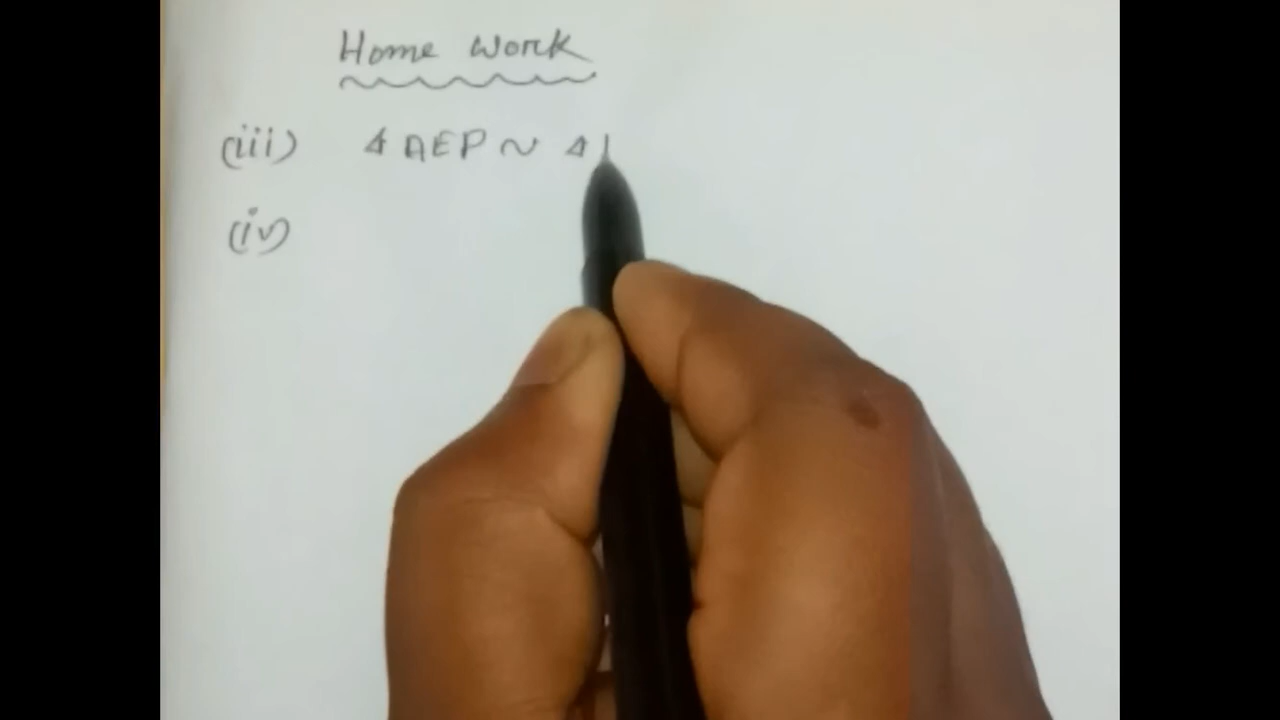 Home Work
(iii) Δ AEP ~ Δ
(iv)